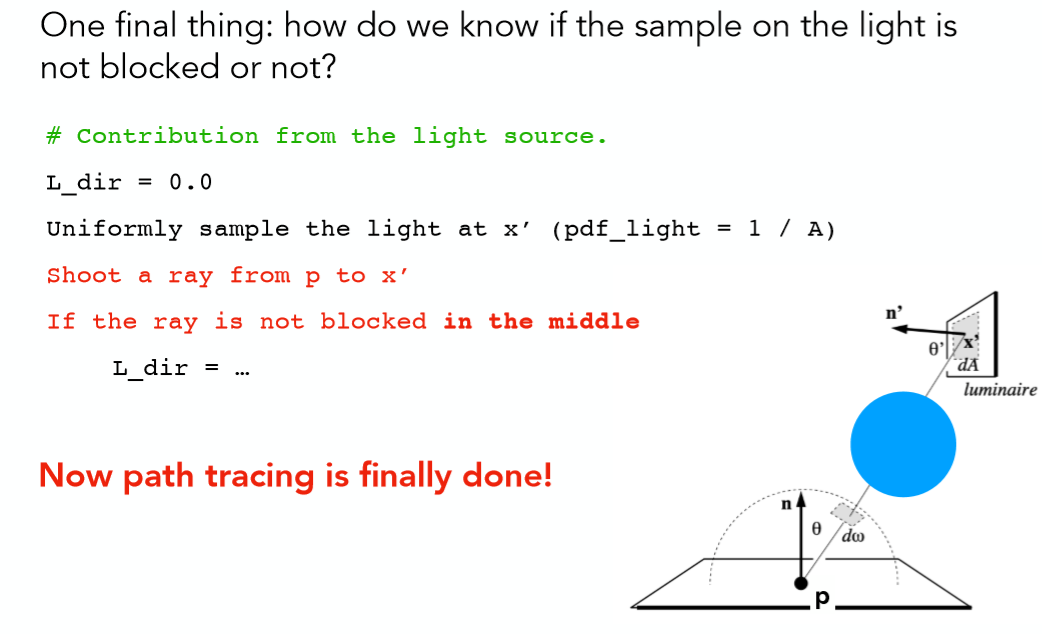 One final thing: how do we know if the sample on the light is
not blocked or not?
# Contribution from the light source.
L_dir = 0.0
Uniformly sample the light at x′ (pdf_light = 1 / A)
Shoot a ray from p to x′
If the ray is not blocked in the middle
L_dir = …
Now path tracing is finally done!
n’
θ’
x’
dA
luminaire
n
θ
dω
p